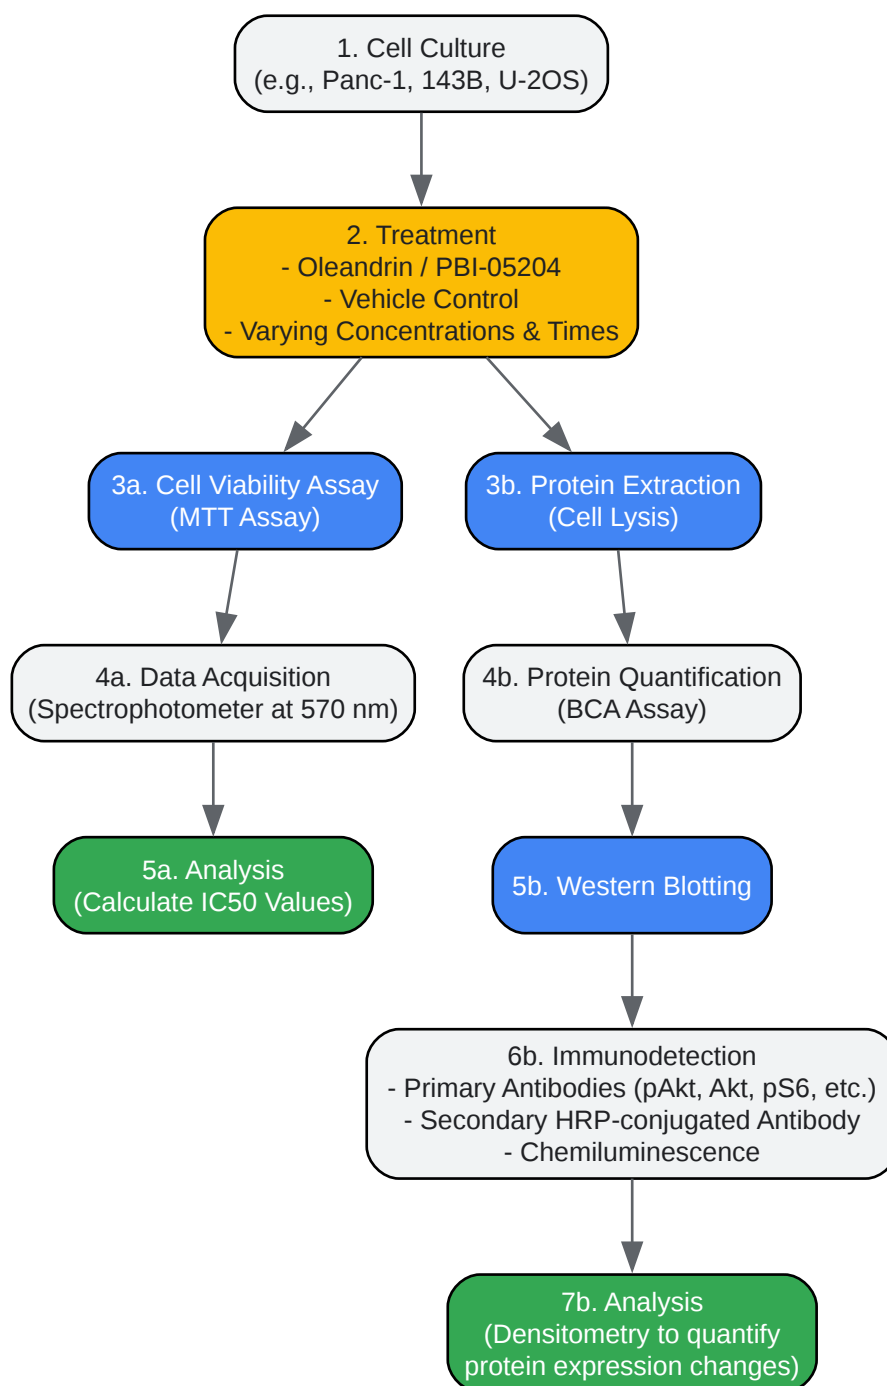 1. Cell Culture
(e.g., Panc-1, 143B, U-2OS)
2. Treatment
- Oleandrin / PBI-05204
- Vehicle Control
- Varying Concentrations & Times
3a. Cell Viability Assay
(MTT Assay)
3b. Protein Extraction
(Cell Lysis)
4a. Data Acquisition
(Spectrophotometer at 570 nm)
4b. Protein Quantification
(BCA Assay)
5a. Analysis
(Calculate IC50 Values)
5b. Western Blotting
6b. Immunodetection
- Primary Antibodies (pAkt, Akt, pS6, etc.)
- Secondary HRP-conjugated Antibody
- Chemiluminescence
7b. Analysis
(Densitometry to quantify
protein expression changes)